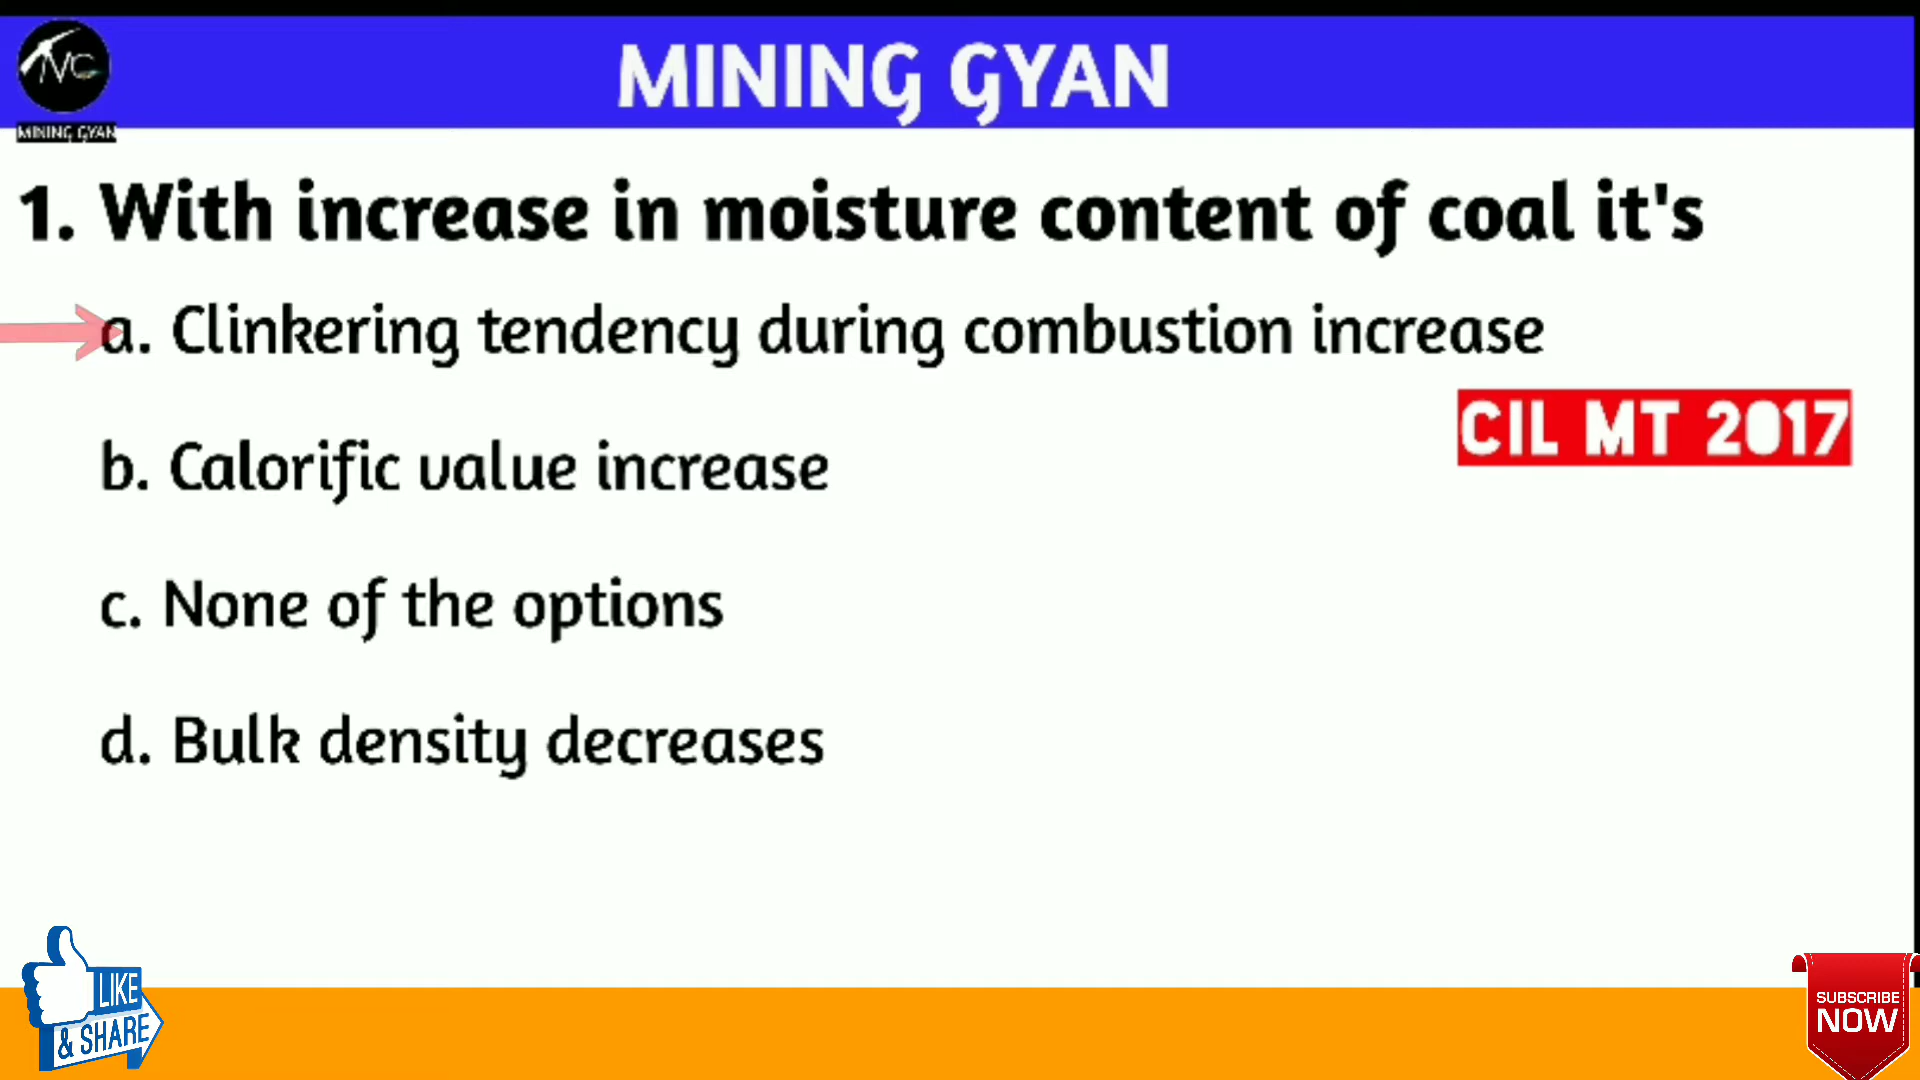 MINING GYAN
MINING GYAN
1. With increase in moisture content of coal it's
a. Clinkering tendency during combustion increase
CIL MT 2017
b. Calorific value increase
c. None of the options
d. Bulk density decreases
LIKE
& SHARE
SUBSCRIBE
NOW